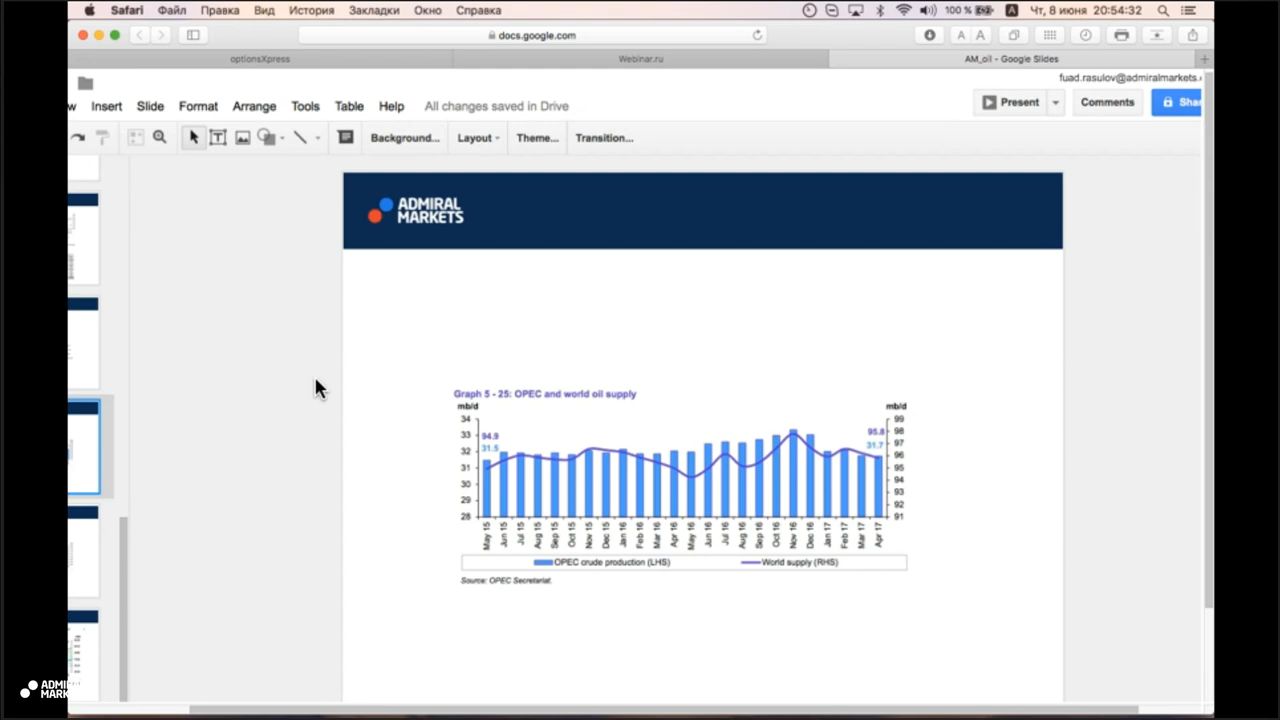 Safari Файл Правка Вид История Закладки Окно Справка 100 % A Чт, 8 июня 20:54:32
docs.google.com A A
optionsXpress Webinar.ru AM_oil - Google Slides +
fuad.rasulov@admiralmarkets.
w Insert Slide Format Arrange Tools Table Help All changes saved in Drive Present Comments Shar
T Background... Layout Theme... Transition...
ADMIRAL
MARKETS
Graph 5 - 25: OPEC and world oil supply
mb/d mb/d
34 99
33 98
32 97
31 96
30 95
29 94
28 93
92
91
94.9 95.8
31.5 31.7
May 15 Jun 15 Jul 15 Aug 15 Sep 15 Oct 15 Nov 15 Dec 15 Jan 16 Feb 16 Mar 16 Apr 16 May 16 Jun 16 Jul 16 Aug 16 Sep 16 Oct 16 Nov 16 Dec 16 Jan 17 Feb 17 Mar 17 Apr 17
OPEC crude production (LHS) World supply (RHS)
Source: OPEC Secretariat.
ADMI
MARK